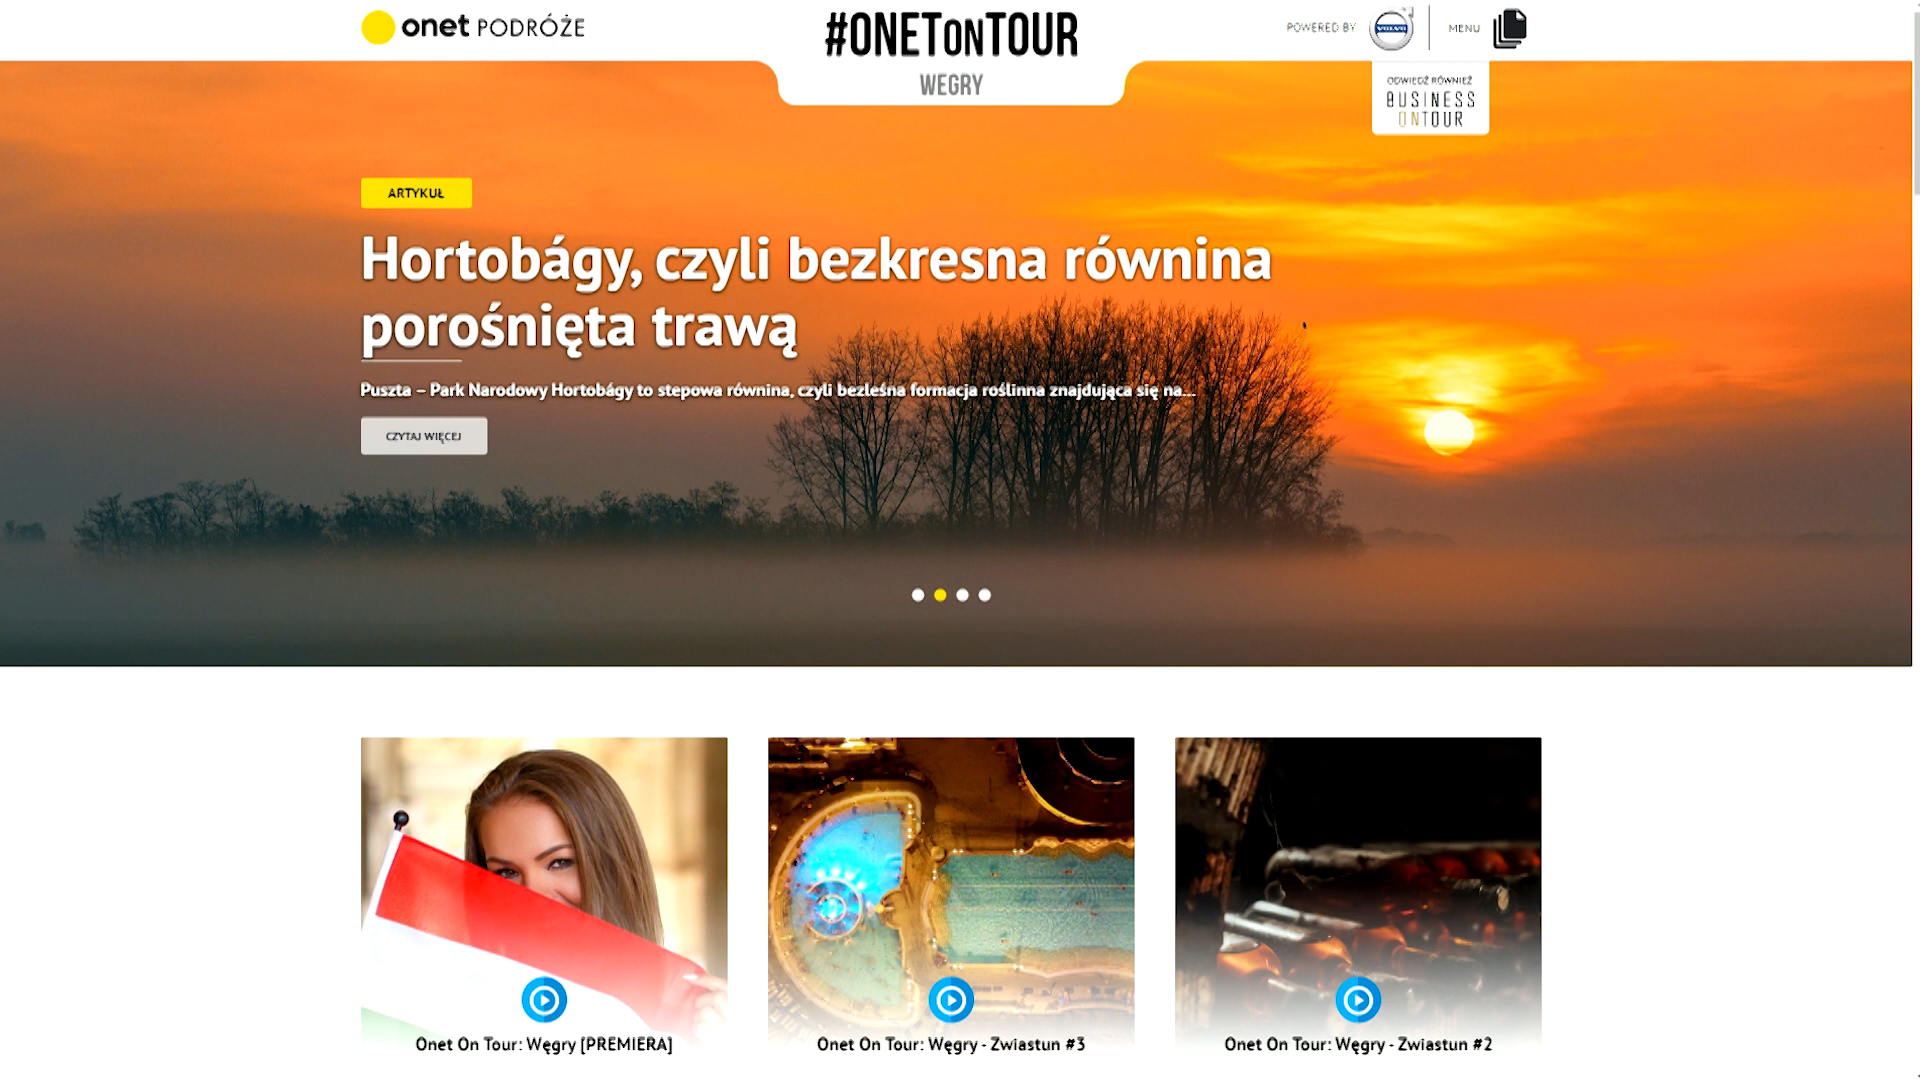 onet PODRÓŻE
#ONETONTOUR
WĘGRY
POWERED BY
VOLVO
MENU
ODWIEDŹ RÓWNIEŻ
BUSINESS
ONTOUR
ARTYKUŁ
Hortobágy, czyli bezkresna równina
porośnięta trawą
Puszta – Park Narodowy Hortobágy to stepowa równina, czyli bezleśna formacja roślinna znajdująca się na...
CZYTAJ WIĘCEJ
Onet On Tour: Węgry [PREMIERA]
Onet On Tour: Węgry - Zwiastun #3
Onet On Tour: Węgry - Zwiastun #2